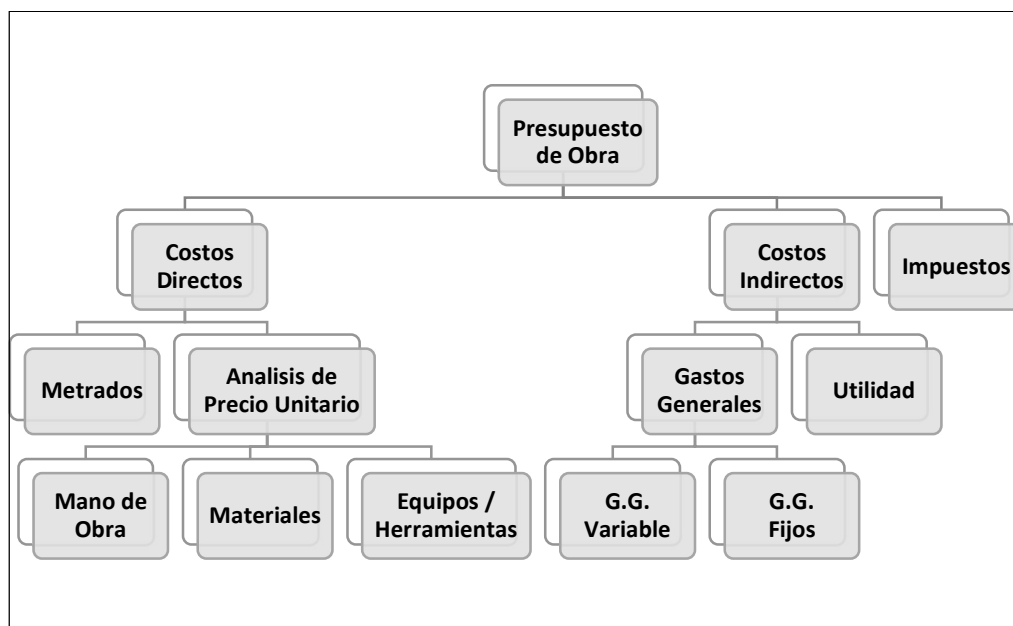 Presupuesto
de Obra
Costos
Directos
Costos
Indirectos
Impuestos
Metrados
Analisis de
Precio Unitario
Gastos
Generales
Utilidad
Mano de
Obra
Materiales
Equipos /
Herramientas
G.G.
Variable
G.G.
Fijos